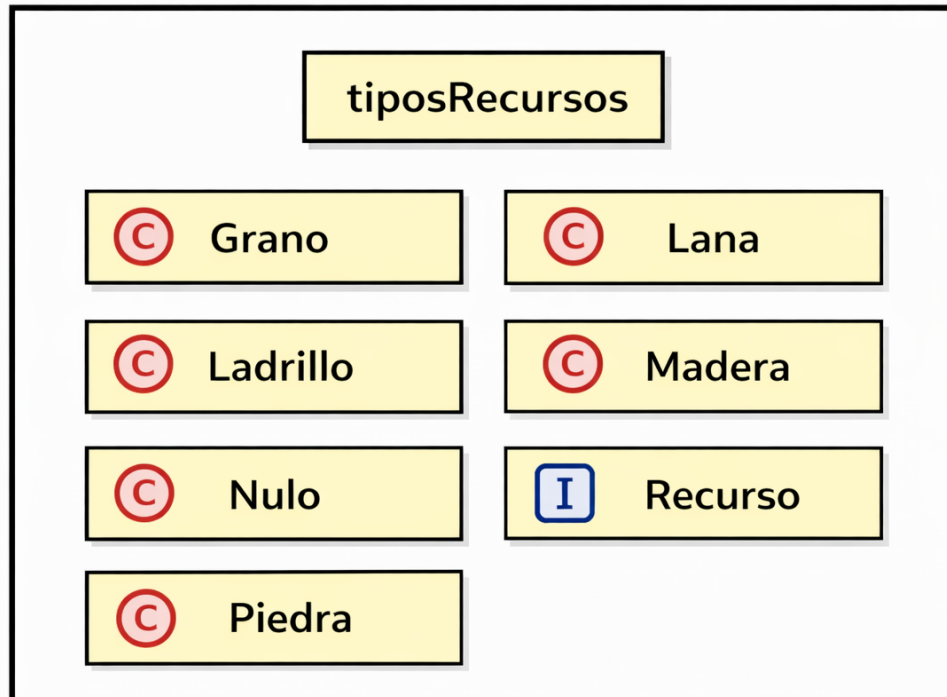 tiposRecursos
C Grano
C Lana
C Ladrillo
C Madera
C Nulo
I Recurso
C Piedra